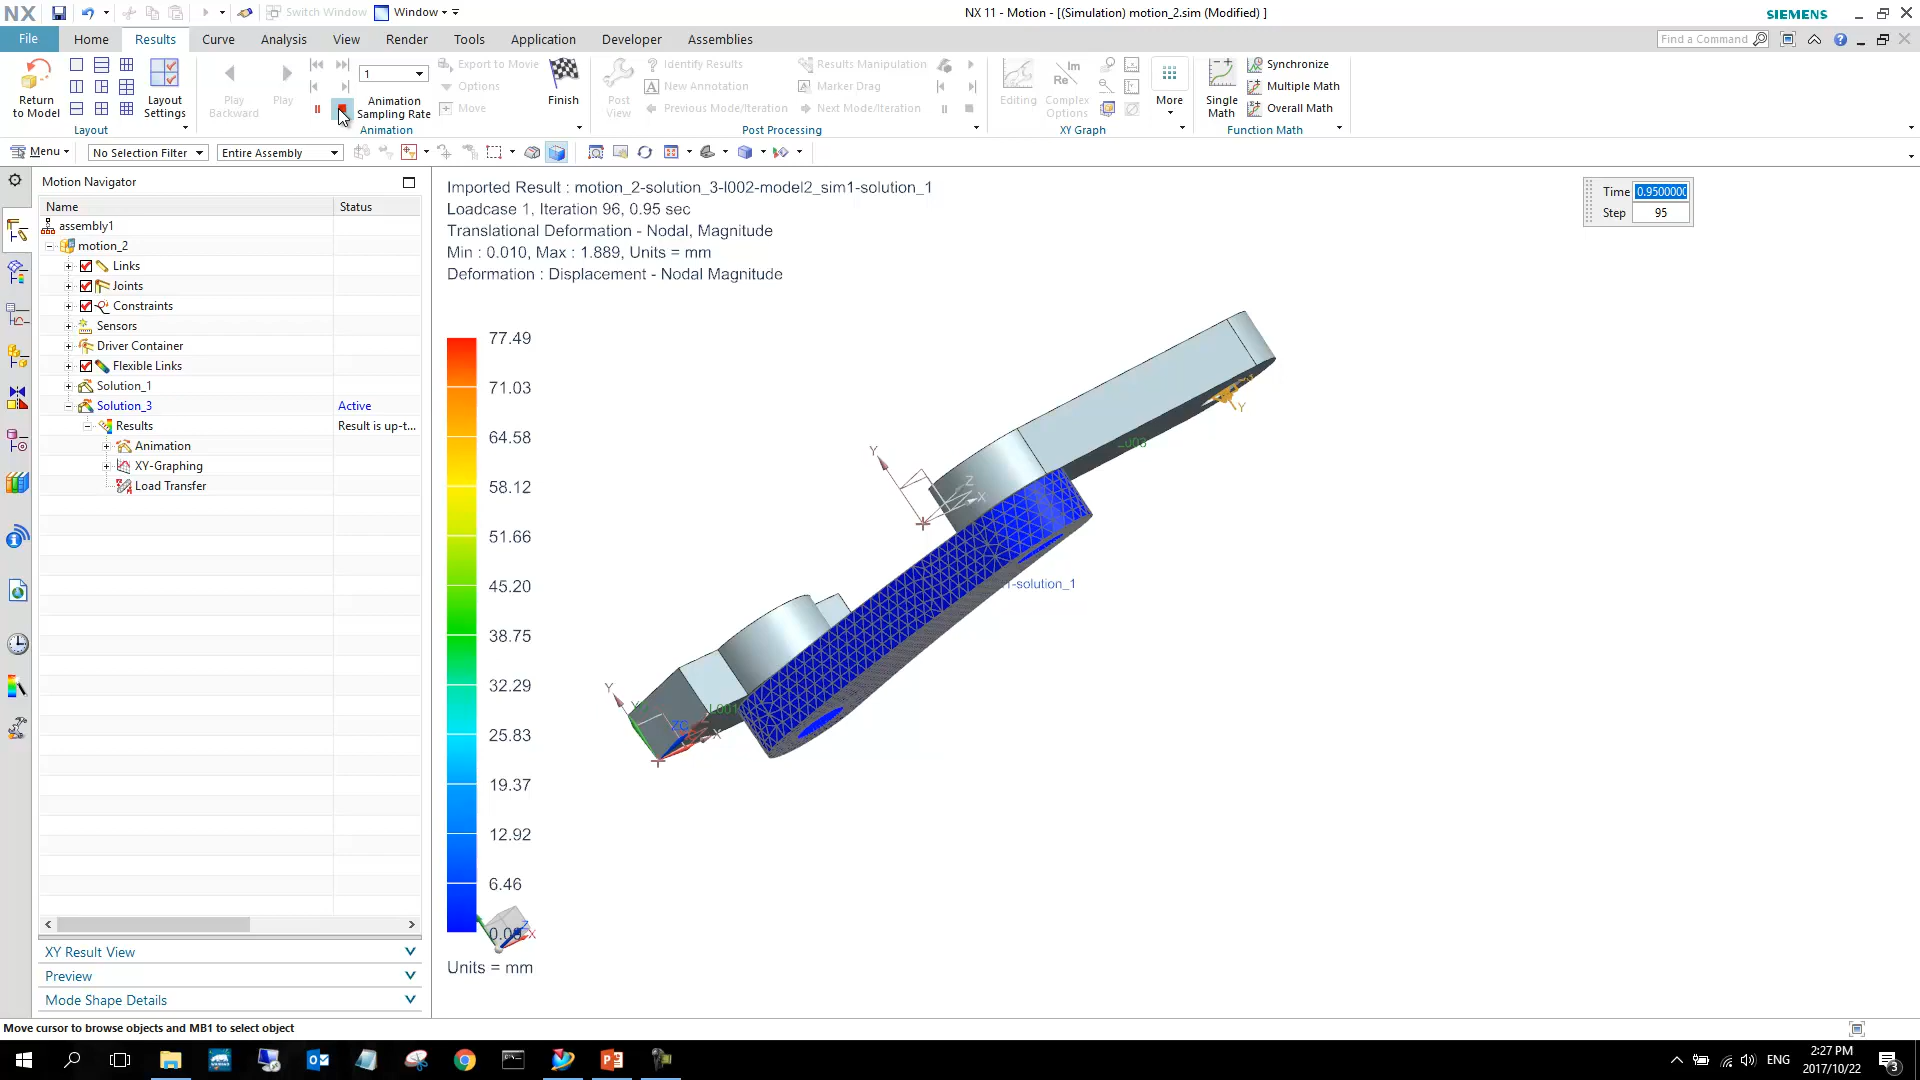 NX
Switch Window
Window
NX 11 - Motion - [(Simulation) motion_2.sim (Modified) ]
SIEMENS
File
Home
Results
Curve
Analysis
View
Render
Tools
Application
Developer
Assemblies
Find a Command
Return to Model
Layout Settings
Layout
Play Backward
Play
1
Animation Sampling Rate
Export to Movie
Options
Move
Finish
Animation
Post View
Identify Results
New Annotation
Previous Mode/Iteration
Results Manipulation
Marker Drag
Next Mode/Iteration
Post Processing
Editing
Complex Options
More
XY Graph
Single Math
Synchronize
Multiple Math
Overall Math
Function Math
Menu
No Selection Filter
Entire Assembly
Motion Navigator
Name
Status
assembly1
motion_2
Links
Joints
Constraints
Sensors
Driver Container
Flexible Links
Solution_1
Solution_3
Active
Results
Result is up-t...
Animation
XY-Graphing
Load Transfer
XY Result View
Preview
Mode Shape Details
Imported Result : motion_2-solution_3-l002-model2_sim1-solution_1
Loadcase 1, Iteration 96, 0.95 sec
Translational Deformation - Nodal, Magnitude
Min : 0.010, Max : 1.889, Units = mm
Deformation : Displacement - Nodal Magnitude
Time 0.9500000
Step 95
77.49
71.03
64.58
58.12
51.66
45.20
38.75
32.29
25.83
19.37
12.92
6.46
Units = mm
Y
Z
X
Y
-solution_1
Y
X
Z
X
Move cursor to browse objects and MB1 to select object
ENG
2:27 PM
2017/10/22
3